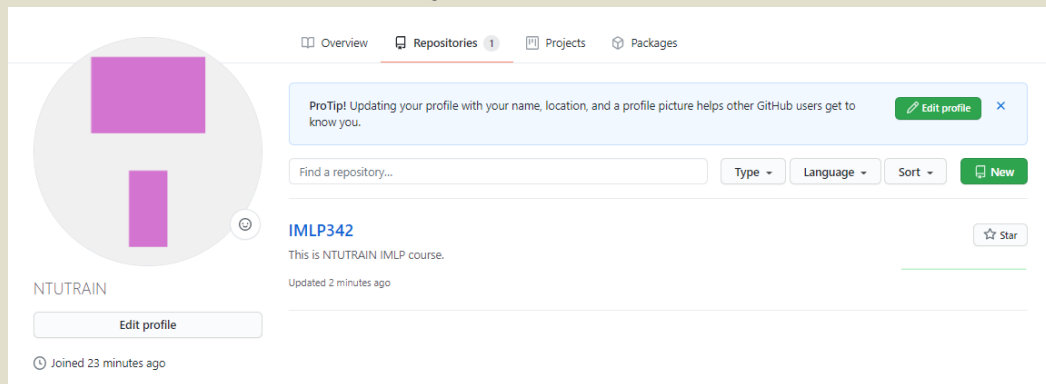 Overview Repositories 1 Projects Packages
ProTip! Updating your profile with your name, location, and a profile picture helps other GitHub users get to
know you.
Edit profile
Find a repository...
Type Language Sort New
IMLP342
Star
This is NTUTRAIN IMLP course.
Updated 2 minutes ago
NTUTRAIN
Edit profile
Joined 23 minutes ago